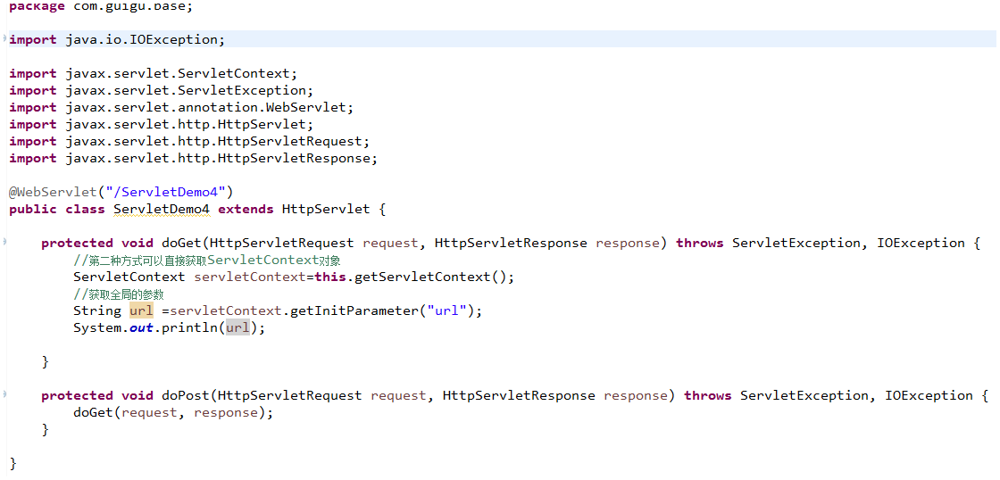 package com.guigu.base;
import java.io.IOException;
import javax.servlet.ServletContext;
import javax.servlet.ServletException;
import javax.servlet.annotation.WebServlet;
import javax.servlet.http.HttpServlet;
import javax.servlet.http.HttpServletRequest;
import javax.servlet.http.HttpServletResponse;
@WebServlet("/ServletDemo4")
public class ServletDemo4 extends HttpServlet {
protected void doGet(HttpServletRequest request, HttpServletResponse response) throws ServletException, IOException {
//第二种方式可以直接获取ServletContext对象
ServletContext servletContext=this.getServletContext();
//获取全局的参数
String url =servletContext.getInitParameter("url");
System.out.println(url);
}
protected void doPost(HttpServletRequest request, HttpServletResponse response) throws ServletException, IOException {
doGet(request, response);
}
}